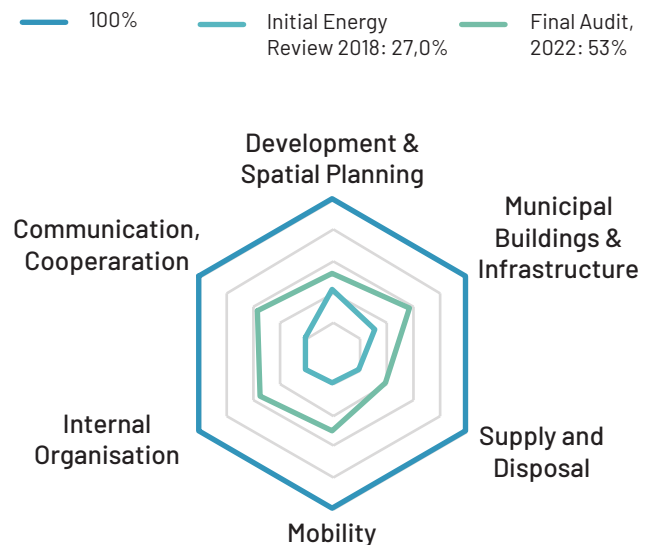 100%
Initial Energy
Review 2018: 27,0%
Final Audit,
2022: 53%
Development &
Spatial Planning
Municipal
Buildings &
Infrastructure
Communication,
Cooperaration
Internal
Organisation
Supply and
Disposal
Mobility